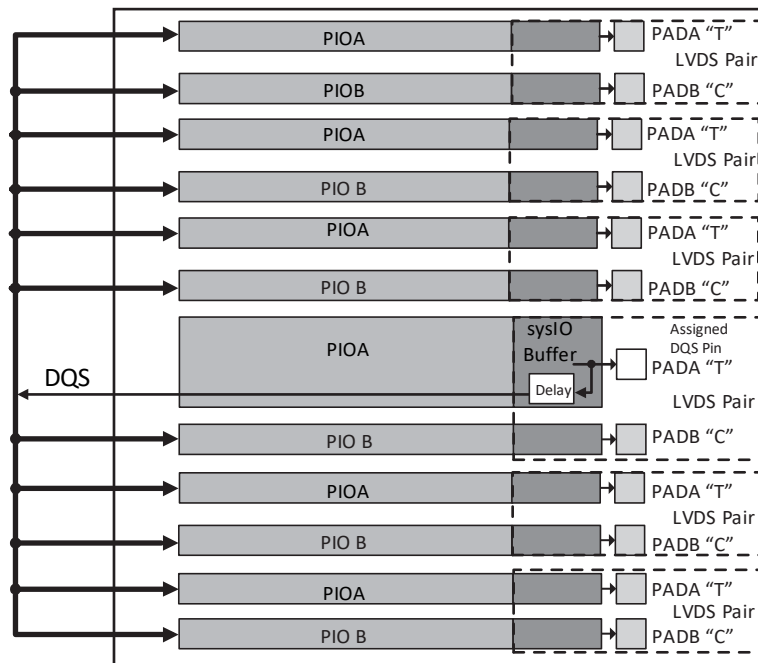 PIOA
PADA “T”
LVDS Pair
PIOB
PADB “C”
PIOA
PADA “T”
LVDS Pair
PIO B
PADB “C”
PIOA
PADA “T”
LVDS Pair
PIO B
PADB “C”
sysIO
Buffer
Assigned
DQS Pin
PIOA
PADA “T”
DQS
Delay
LVDS Pair
PIO B
PADB “C”
PIOA
PADA “T”
LVDS Pair
PIO B
PADB “C”
PIOA
PADA “T”
LVDS Pair
PIO B
PADB “C”